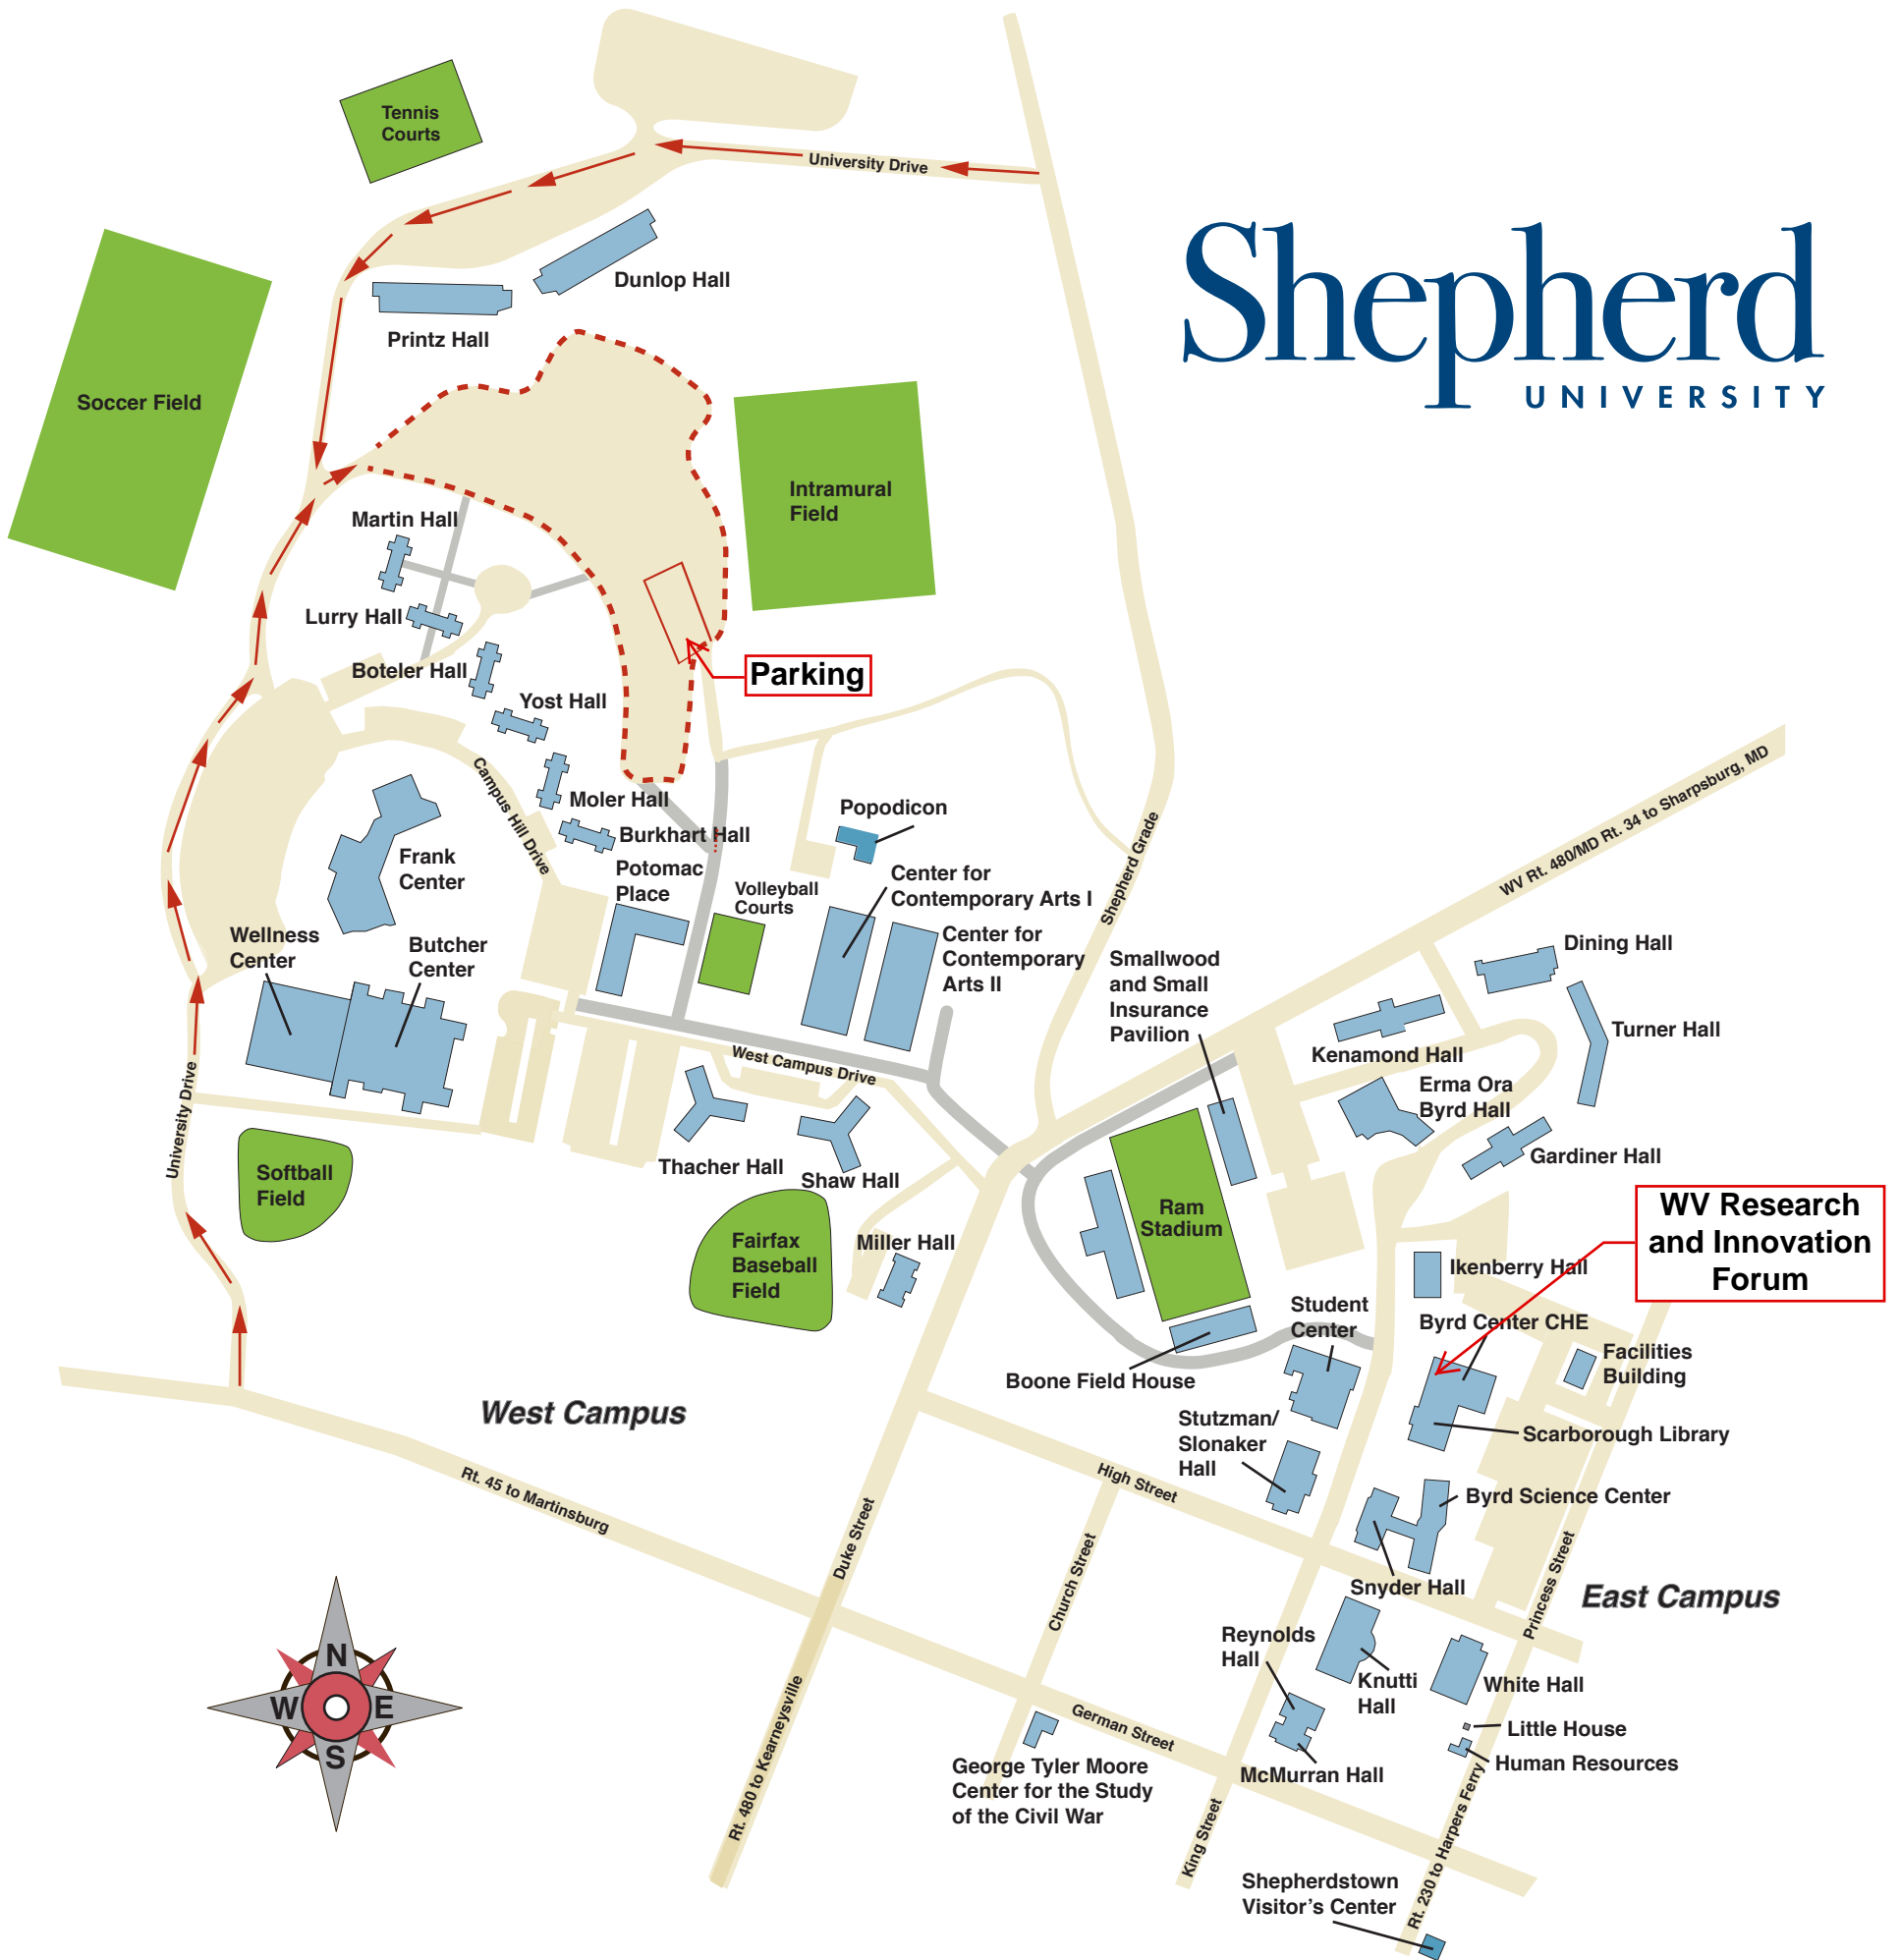 Tennis
Courts
University Drive
Shepherd
UNIVERSITY
Dunlop Hall
Printz Hall
Soccer Field
Intramural
Field
Martin Hall
Lurry Hall
Boteler Hall
Parking
Yost Hall
Campus Hill Drive
Moler Hall
Burkhart Hall
Popodicon
Potomac
Place
Volleyball
Courts
Center for
Contemporary Arts I
Center for
Contemporary
Arts II
Shepherd Grade
WV Rt. 480/MD Rt. 34 to Sharpsburg, MD
Frank
Center
Wellness
Center
Butcher
Center
Smallwood
and Small
Insurance
Pavilion
Dining Hall
Turner Hall
Kenamond Hall
Erma Ora
Byrd Hall
Gardiner Hall
West Campus Drive
University Drive
Softball
Field
Thacher Hall
Shaw Hall
Fairfax
Baseball
Field
Miller Hall
Ram
Stadium
WV Research
and Innovation
Forum
Ikenberry Hall
Student
Center
Byrd Center CHE
Facilities
Building
Boone Field House
Stutzman/
Slonaker
Hall
Scarborough Library
West Campus
Rt. 45 to Martinsburg
High Street
Duke Street
Church Street
Byrd Science Center
Snyder Hall
Princess Street
East Campus
N
W
E
S
Reynolds
Hall
Knutti
Hall
White Hall
Little House
Human Resources
McMurran Hall
German Street
George Tyler Moore
Center for the Study
of the Civil War
Rt. 480 to Kearneysville
King Street
Rt. 230 to Harpers Ferry
Shepherdstown
Visitor's Center